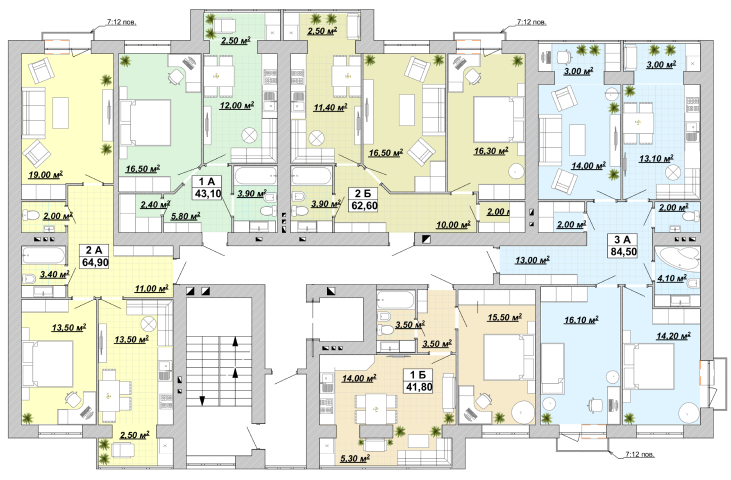 7:12 пов.
7:12 пов.
2.50 м²
2.50 м²
3.00 м²
3.00 м²
12.00 м²
11.40 м²
16.50 м²
16.30 м²
19.00 м²
16.50 м²
14.00 м²
13.10 м²
1 А
43,10
3.90 м²
3.90 м²
2 Б
62,60
2.40 м²
5.80 м²
10.00 м²
2.00
2.00 м²
2.00 м²
2.00 м²
2 А
64,90
3 А
84,50
3.40 м²
11.00 м²
13.00 м²
4.10 м²
13.50 м²
13.50 м²
3.50 м²
3.50 м²
15.50 м²
16.10 м²
14.20 м²
14.00 м²
1 Б
41,80
2.50 м²
5.30 м²
7:12 пов.
7:12 пов.